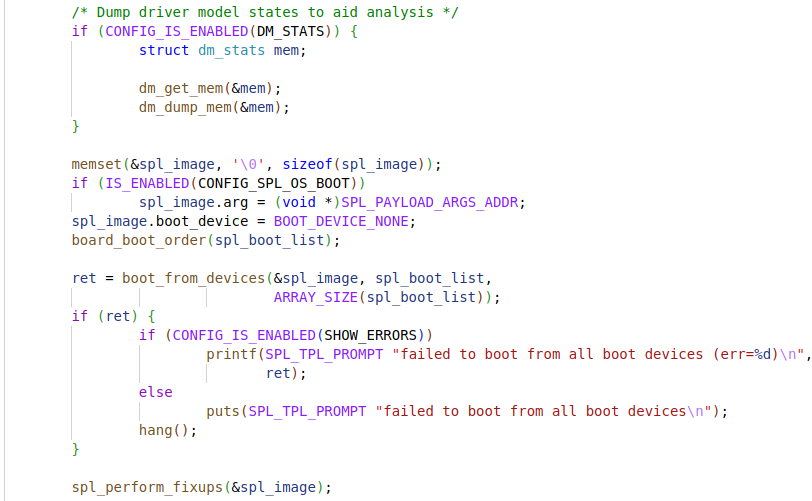 /* Dump driver model states to aid analysis */
if (CONFIG_IS_ENABLED(DM_STATS)) {
struct dm_stats mem;
dm_get_mem(&mem);
dm_dump_mem(&mem);
}
memset(&spl_image, '\0', sizeof(spl_image));
if (IS_ENABLED(CONFIG_SPL_OS_BOOT))
spl_image.arg = (void *)SPL_PAYLOAD_ARGS_ADDR;
spl_image.boot_device = BOOT_DEVICE_NONE;
board_boot_order(spl_boot_list);
ret = boot_from_devices(&spl_image, spl_boot_list,
ARRAY_SIZE(spl_boot_list));
if (ret) {
if (CONFIG_IS_ENABLED(SHOW_ERRORS))
printf(SPL_TPL_PROMPT "failed to boot from all boot devices (err=%d)\n",
ret);
else
puts(SPL_TPL_PROMPT "failed to boot from all boot devices\n");
hang();
}
spl_perform_fixups(&spl_image);